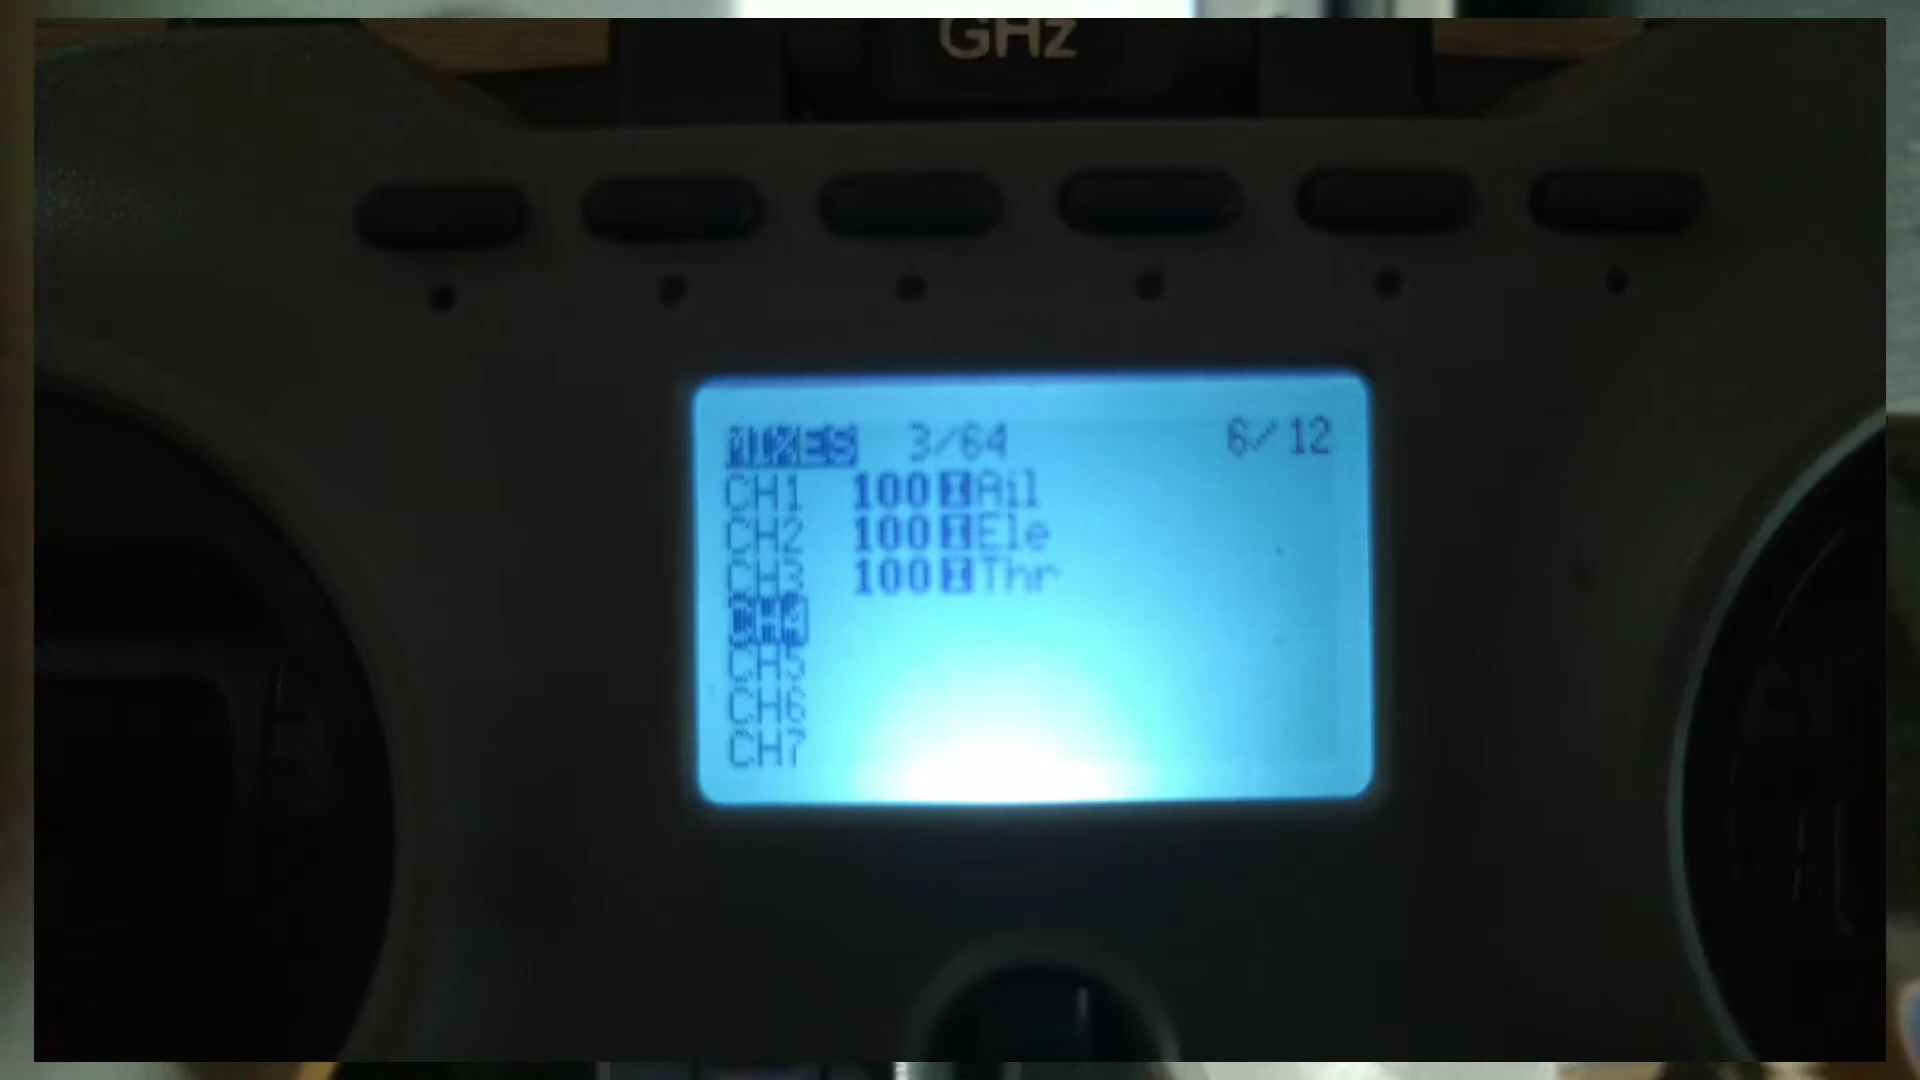 GHz
MIXES 3/64 6/12
CH1 100 Ail
CH2 100 Ele
CH3 100 Thr
CH4
CH5
CH6
CH7